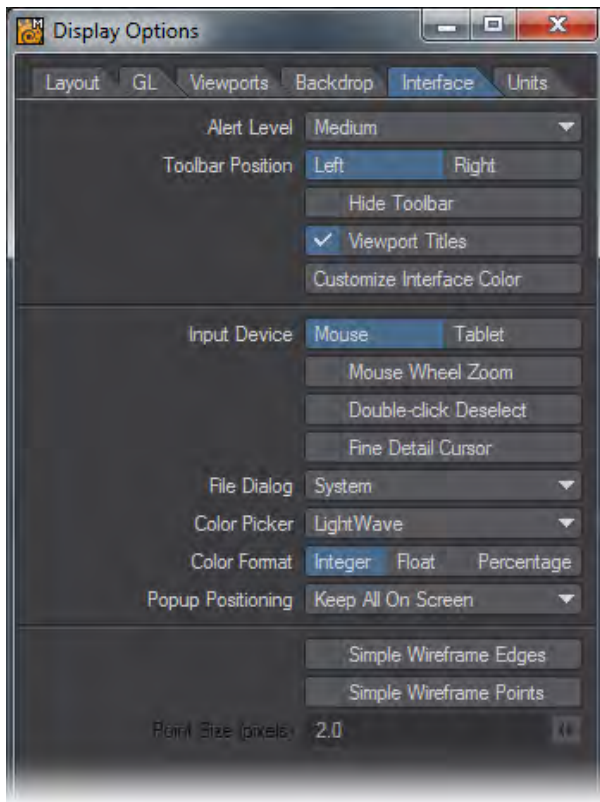 Display Options
Layout GL Viewports Backdrop Interface Units
Alert Level Medium
Toolbar Position Left Right
Hide Toolbar
Viewport Titles
Customize Interface Color
Input Device Mouse Tablet
Mouse Wheel Zoom
Double-click Deselect
Fine Detail Cursor
File Dialog System
Color Picker LightWave
Color Format Integer Float Percentage
Popup Positioning Keep All On Screen
Simple Wireframe Edges
Simple Wireframe Points
Point Size (pixels) 2.0